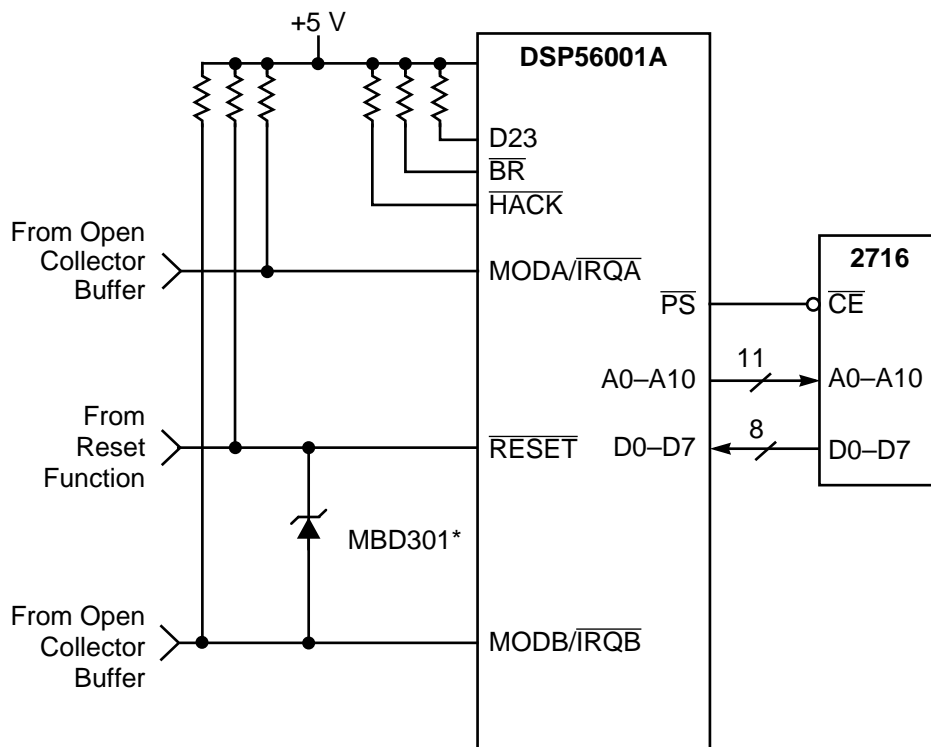 +5 V
DSP56001A
D23
BR
HACK
From Open
Collector
Buffer
MODA/IRQA
2716
PS
CE
11
A0–A10
A0–A10
From
Reset
Function
RESET
8
D0–D7
D0–D7
MBD301*
From Open
Collector
Buffer
MODB/IRQB